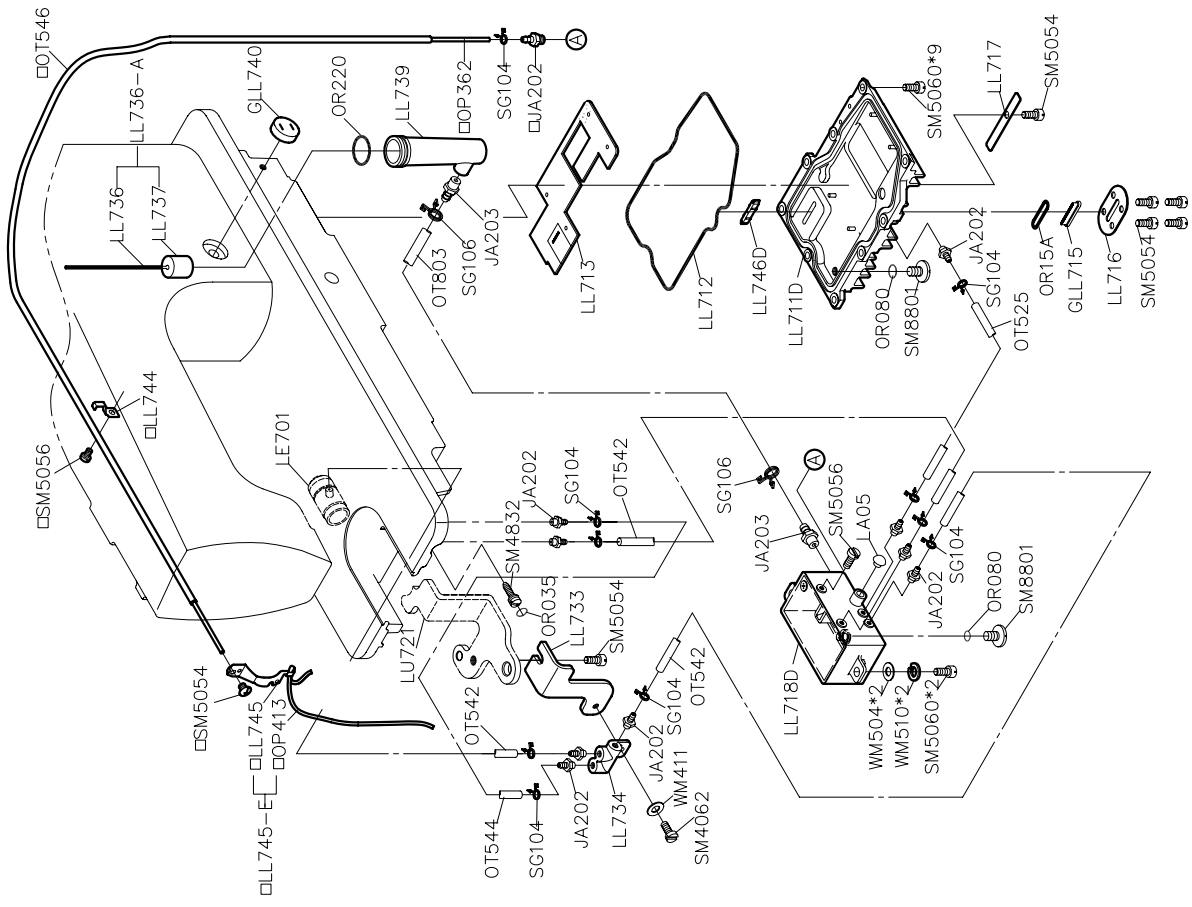 □OT546
LL736-A
LL736
LL737
GLL740
OR220
LL739
□OP362
SG104
□JA202
A
OT803
SG106
JA203
LL713
LL712
LL746D
LL711D
SM5060*9
LL717
SM5054
OR080
SM8801
JA202
SG104
OT525
OR15A
GLL715
LL716
SM5054
□SM5056
□LL744
LE701
JA202
SG104
OT542
SM4832
OR035
LL733
SM5054
LU721
□SM5054
□LL745
□OP413
□LL745-E
OT542
OT544
SG104
JA202
LL734
WM411
SM4062
JA202
SG104
OT542
SG106
JA203
A
SM5056
LA05
JA202
SG104
OR080
SM8801
LL718D
WM504*2
WM510*2
SM5060*2